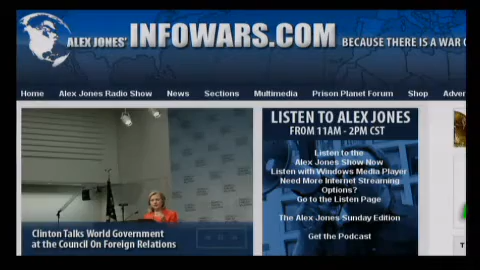 ALEX JONES' INFOWARS.COM BECAUSE THERE IS A WAR
Home Alex Jones Radio Show News Sections Multimedia Prison Planet Forum Shop
LISTEN TO ALEX JONES
FROM 11AM - 2PM CST
Listen to the
Alex Jones Show Now
Listen with Windows Media Player
Need More Internet Streaming
Options?
Go to the Listen Page
The Alex Jones Sunday Edition
Get the Podcast
Clinton Talks World Government
at the Council On Foreign Relations